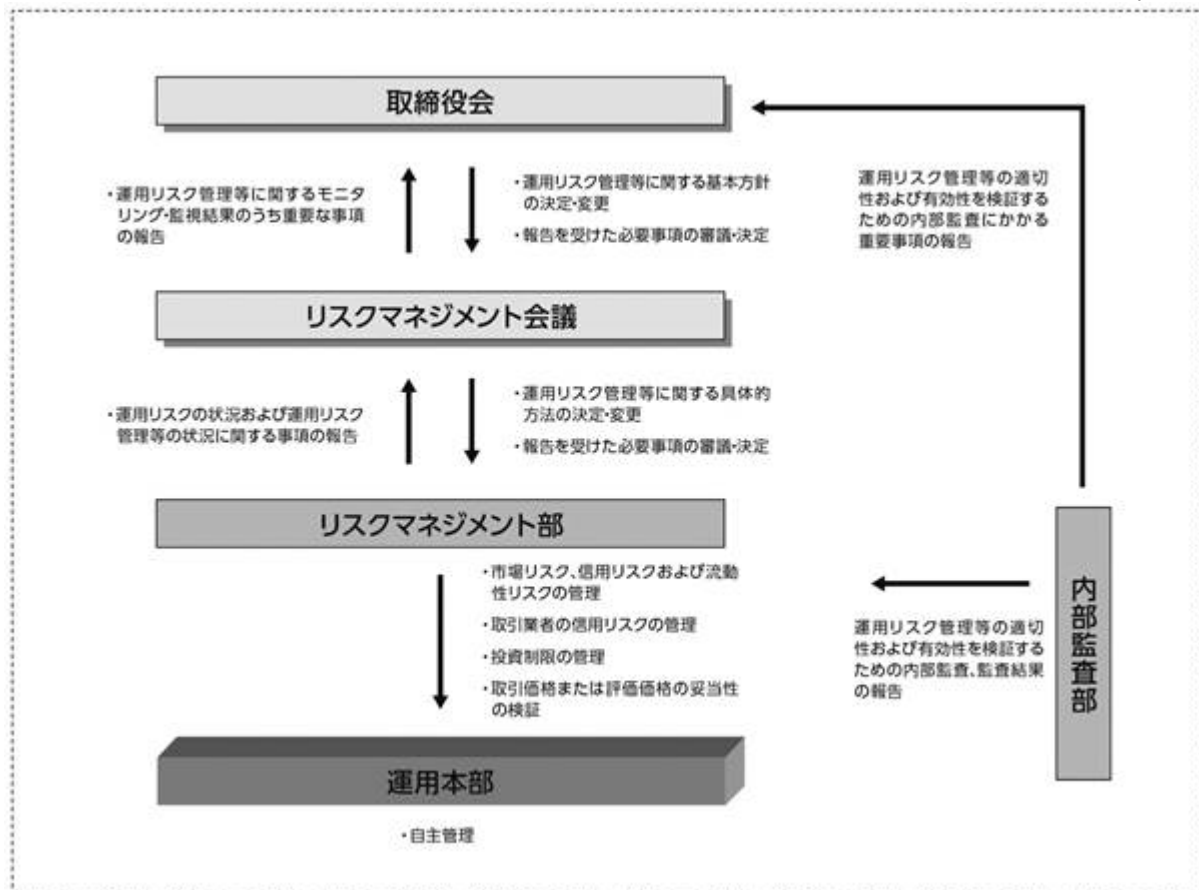 取締役会
・運用リスク管理等に関するモニタ
リング・監視結果のうち重要な事項
の報告
・運用リスク管理等に関する基本方針
の決定・変更
・報告を受けた必要事項の審議・決定
運用リスク管理等の適切
性および有効性を検証する
ための内部監査にかかる
重要事項の報告
リスクマネジメント会議
・運用リスクの状況および運用リスク
管理等の状況に関する事項の報告
・運用リスク管理等に関する具体的
方法の決定・変更
・報告を受けた必要事項の審議・決定
リスクマネジメント部
・市場リスク、信用リスクおよび流動
性リスクの管理
・取引業者の信用リスクの管理
・投資制限の管理
・取引価格または評価価格の妥当性
の検証
運用リスク管理等の適切
性および有効性を検証する
ための内部監査、監査結果
の報告
内部監査部
運用本部
・自主管理